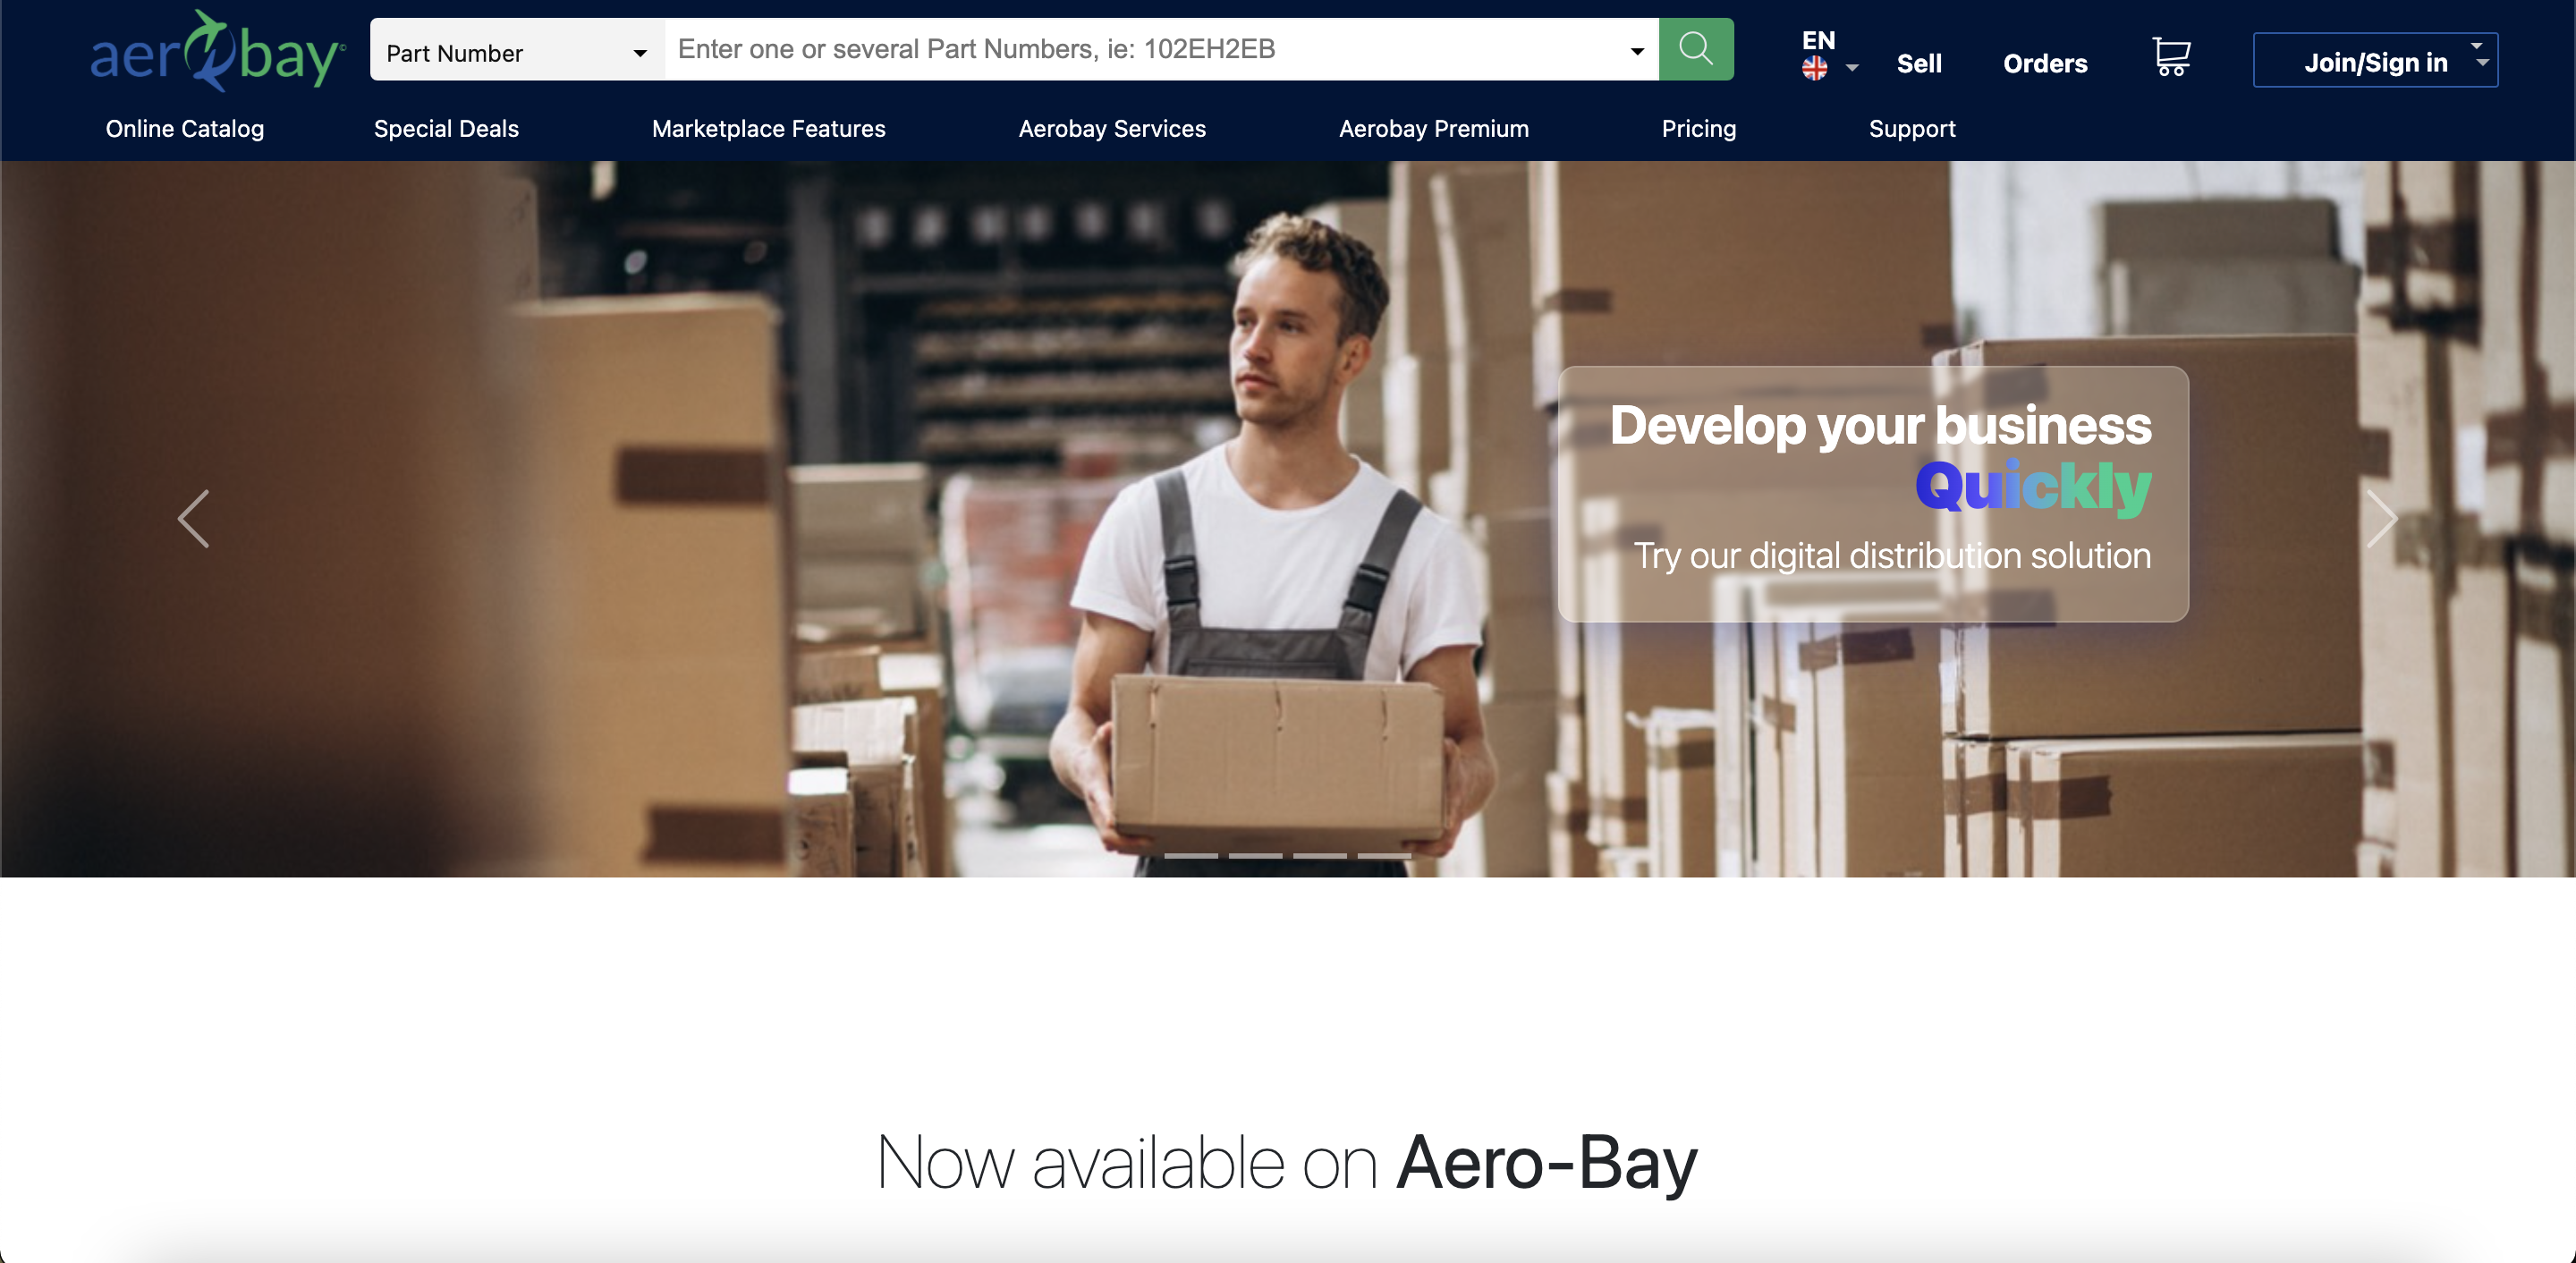 aerobay
Part Number
Enter one or several Part Numbers, ie: 102EH2EB
EN
Sell
Orders
Join/Sign in
Online Catalog
Special Deals
Marketplace Features
Aerobay Services
Aerobay Premium
Pricing
Support
Develop your business
Quickly
Try our digital distribution solution
Now available on Aero-Bay